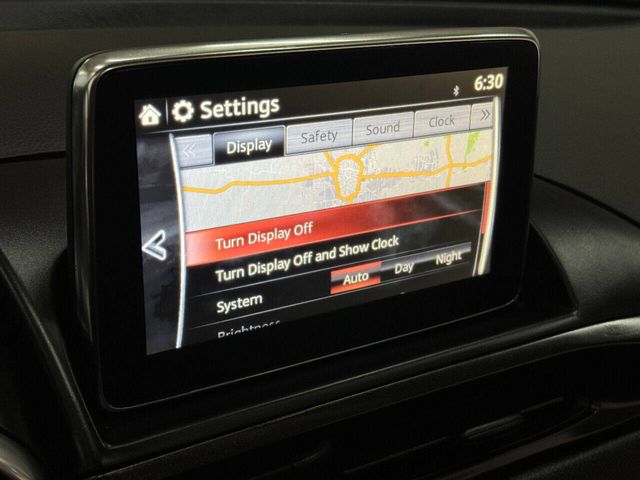 Settings 6:30
Display Safety Sound Clock
Turn Display Off
Turn Display Off and Show Clock
System Auto Day Night
Brightness